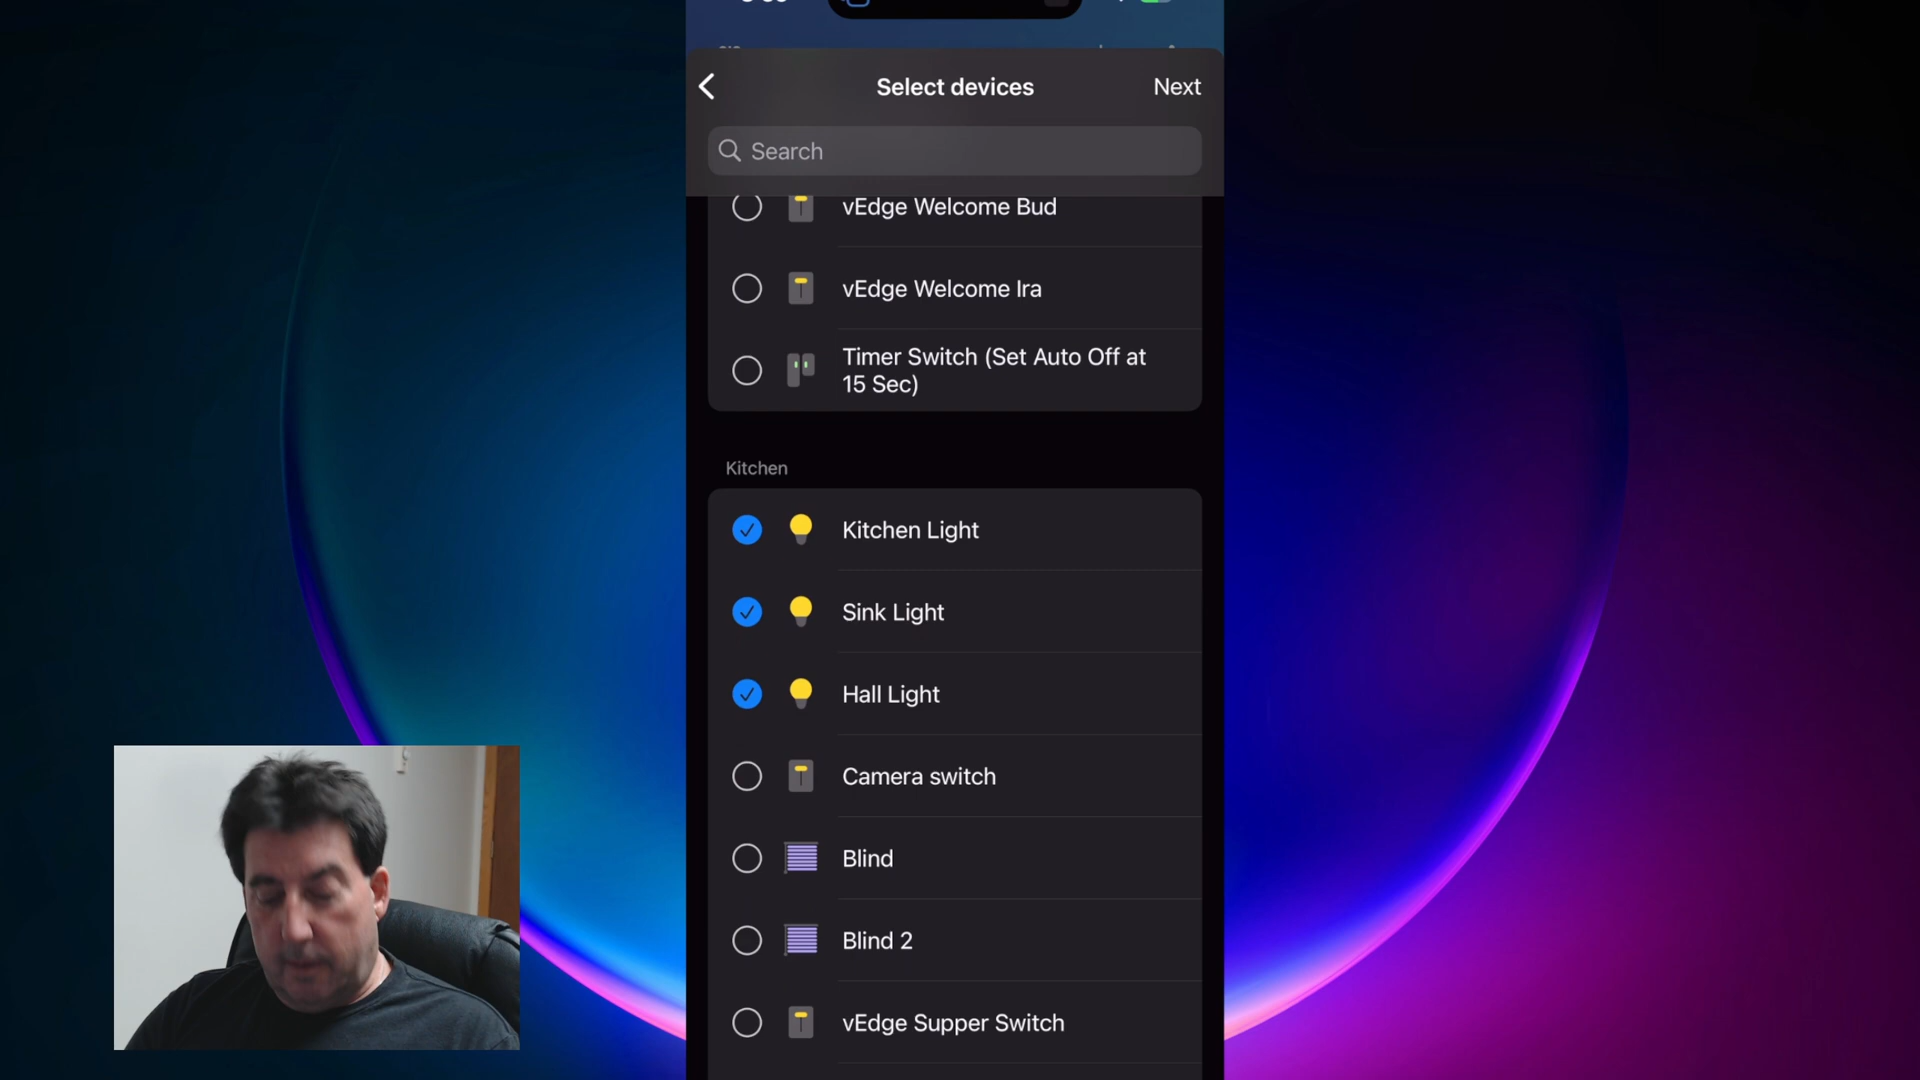 Select devices
Next
Search
vEdge Welcome Bud
vEdge Welcome Ira
Timer Switch (Set Auto Off at
15 Sec)
Kitchen
Kitchen Light
Sink Light
Hall Light
Camera switch
Blind
Blind 2
vEdge Supper Switch